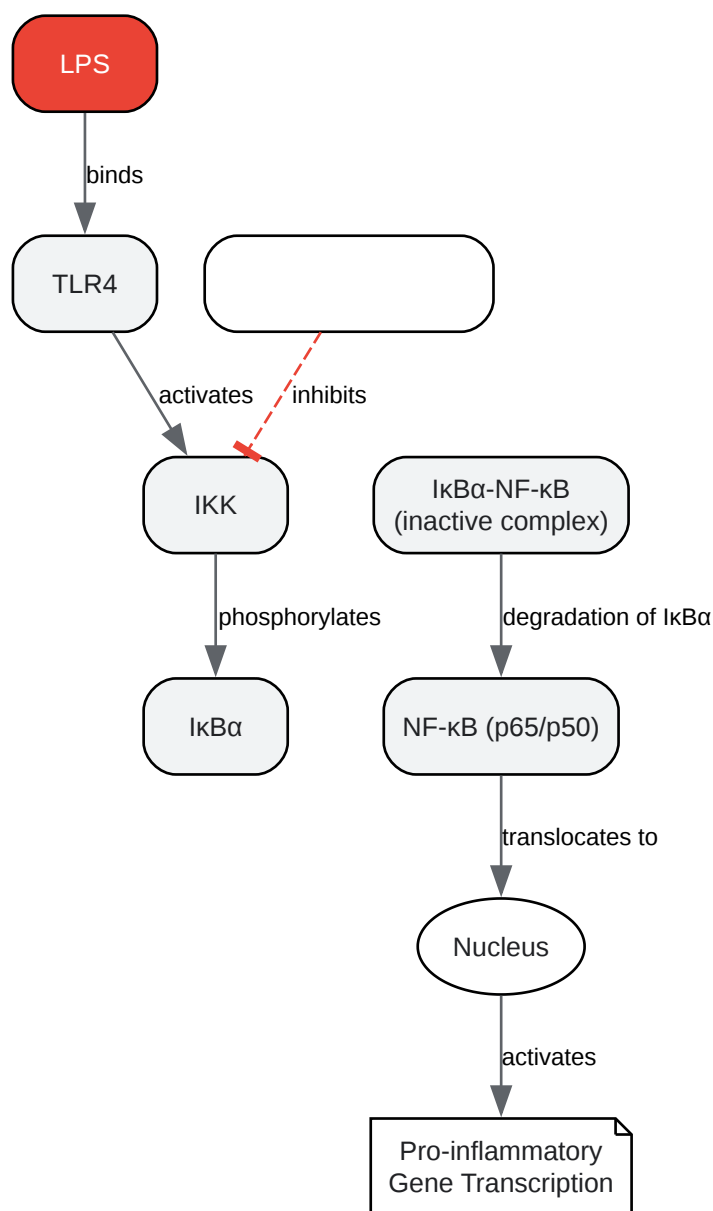 LPS
binds
TLR4
activates
inhibits
IKK
IκBα-NF-κB
(inactive complex)
phosphorylates
degradation of IκBα
IκBα
NF-κB (p65/p50)
translocates to
Nucleus
activates
Pro-inflammatory
Gene Transcription